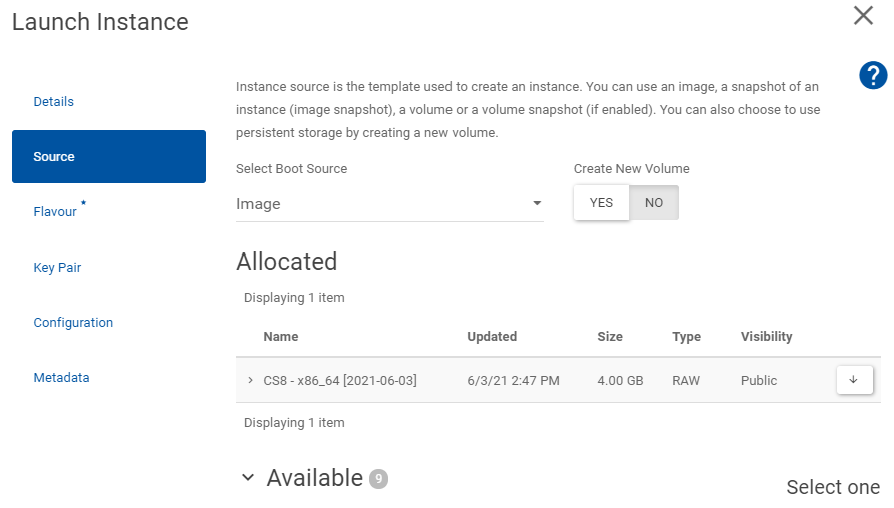 Launch Instance
Details
Source
Flavour *
Key Pair
Configuration
Metadata
Instance source is the template used to create an instance. You can use an image, a snapshot of an
instance (image snapshot), a volume or a volume snapshot (if enabled). You can also choose to use
persistent storage by creating a new volume.
Select Boot Source
Create New Volume
Image
YES NO
Allocated
Displaying 1 item
Name Updated Size Type Visibility
CS8 - x86_64 [2021-06-03] 6/3/21 2:47 PM 4.00 GB RAW Public
Displaying 1 item
Available 9
Select one